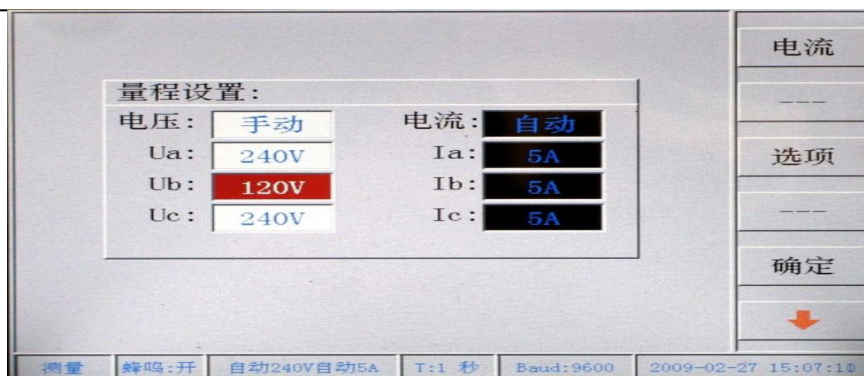 电流
量程设置:
---
电压: 手动 电流: 自动
Ua: 240V Ia: 5A
选项
Ub: 120V Ib: 5A
Uc: 240V Ic: 5A
---
确定
测量 蜂鸣:开 自动240V自动5A T:1 秒 Baud:9600 2009-02-27 15:07:10